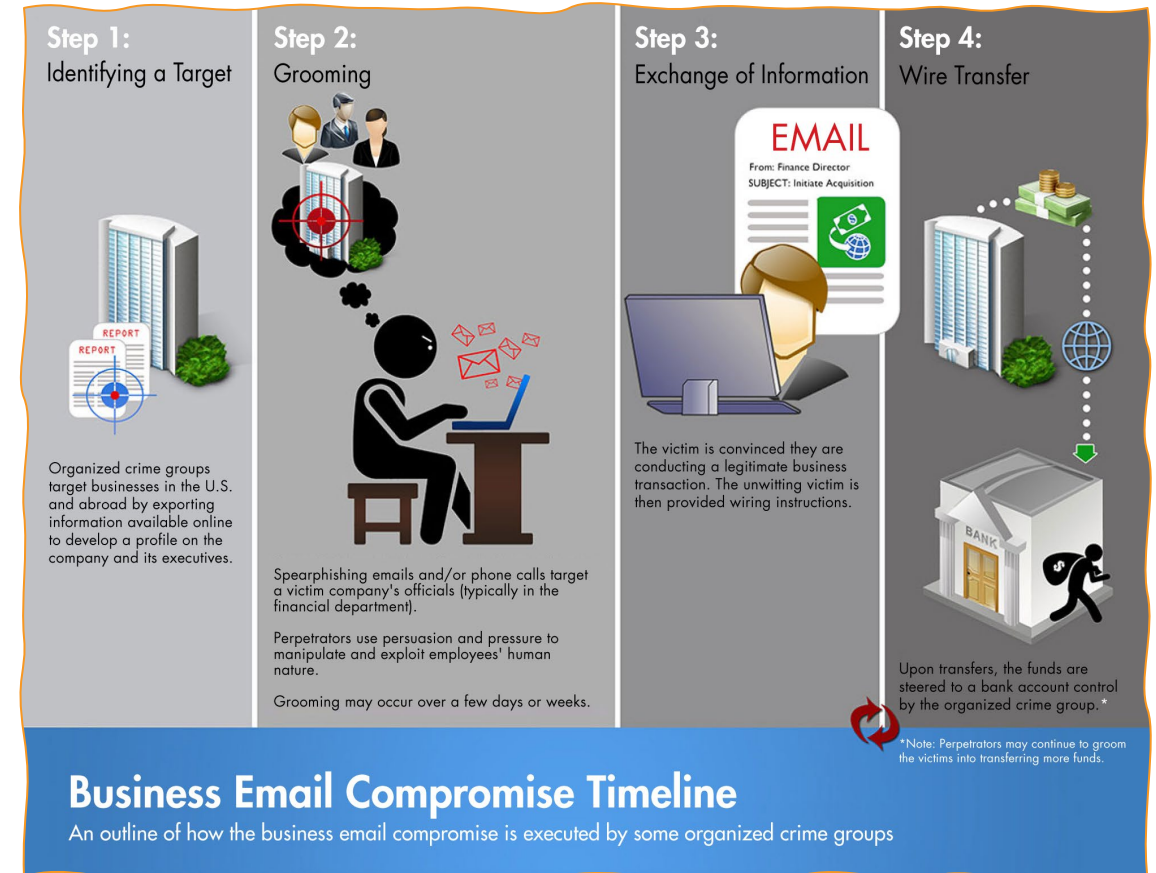 Step 1:
Identifying a Target
REPORT
REPORT
Organized crime groups
target businesses in the U.S.
and abroad by exporting
information available online
to develop a profile on the
company and its executives.
Step 2:
Grooming
Spearphishing emails and/or phone calls target
a victim company's officials (typically in the
financial department).
Perpetrators use persuasion and pressure to
manipulate and exploit employees' human
nature.
Grooming may occur over a few days or weeks.
Step 3:
Exchange of Information
EMAIL
From: Finance Director
SUBJECT: Initiate Acquisition
The victim is convinced they are
conducting a legitimate business
transaction. The unwitting victim is
then provided wiring instructions.
Step 4:
Wire Transfer
BANK
$
Upon transfers, the funds are
steered to a bank account control
by the organized crime group.*
*Note: Perpetrators may continue to groom
the victims into transferring more funds.
Business Email Compromise Timeline
An outline of how the business email compromise is executed by some organized crime groups